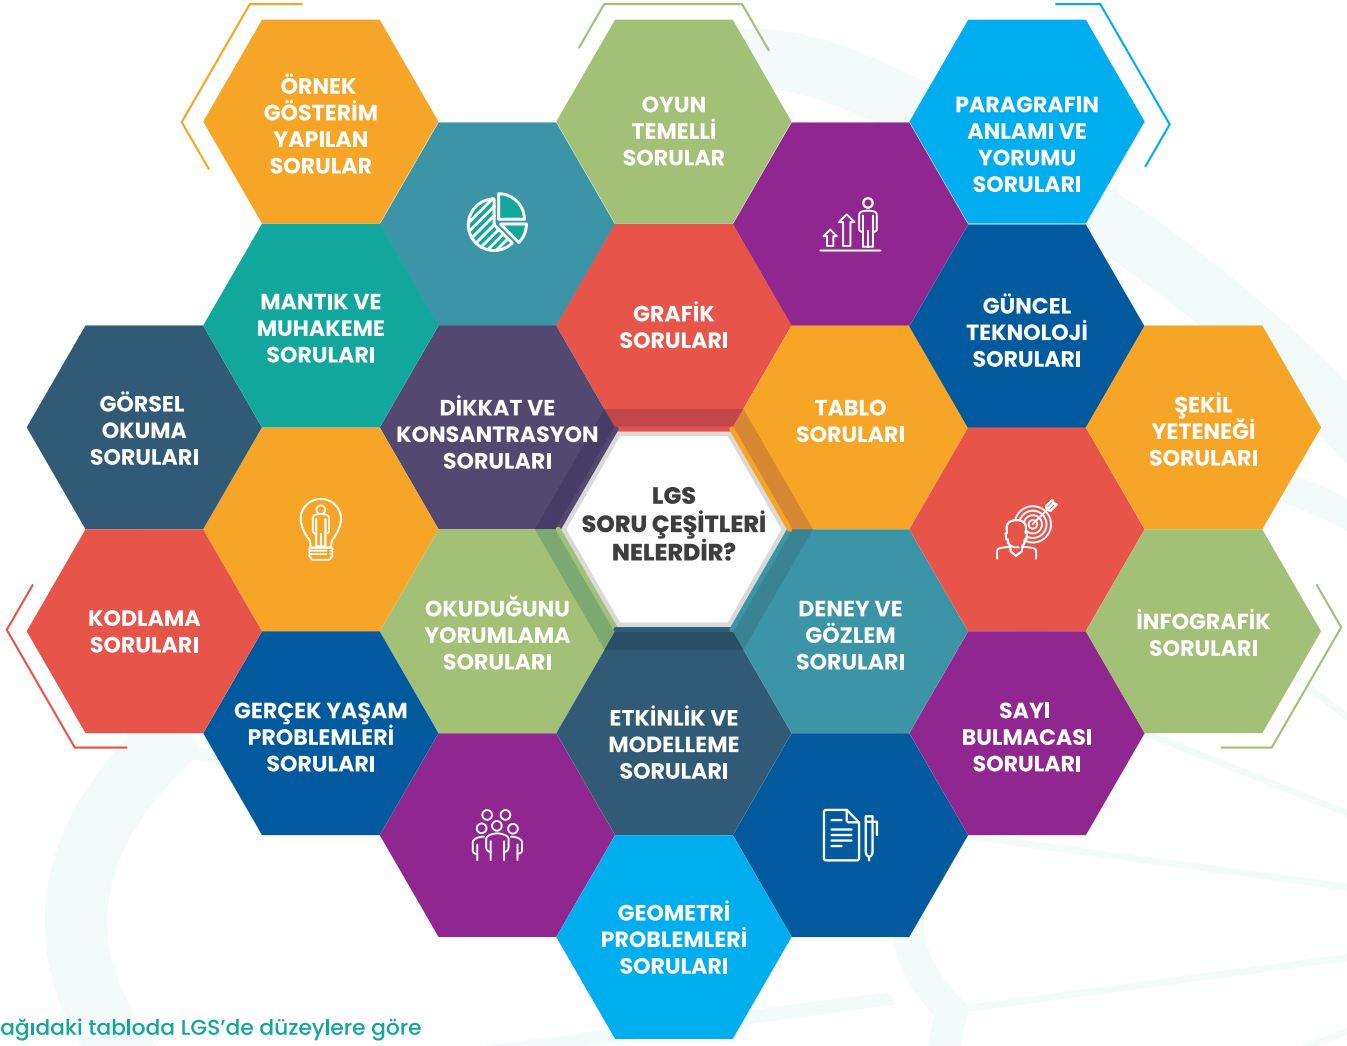 ÖRNEK
GÖSTERİM
YAPILAN
SORULAR
OYUN
TEMELLİ
SORULAR
PARAGRAFIN
ANLAMI VE
YORUMU
SORULARI
MANTIK VE
MUHAKEME
SORULARI
GRAFİK
SORULARI
GÜNCEL
TEKNOLOJİ
SORULARI
GÖRSEL
OKUMA
SORULARI
DİKKAT VE
KONSANTRASYON
SORULARI
TABLO
SORULARI
ŞEKİL
YETENEĞİ
SORULARI
LGS
SORU ÇEŞİTLERİ
NELERDİR?
KODLAMA
SORULARI
OKUDUĞUNU
YORUMLAMA
SORULARI
DENEY VE
GÖZLEM
SORULARI
İNFOGRAFİK
SORULARI
GERÇEK YAŞAM
PROBLEMLERİ
SORULARI
ETKİNLİK VE
MODELLEME
SORULARI
SAYI
BULMACASI
SORULARI
GEOMETRİ
PROBLEMLERİ
SORULARI
ağıdaki tabloda LGS'de düzeylere göre